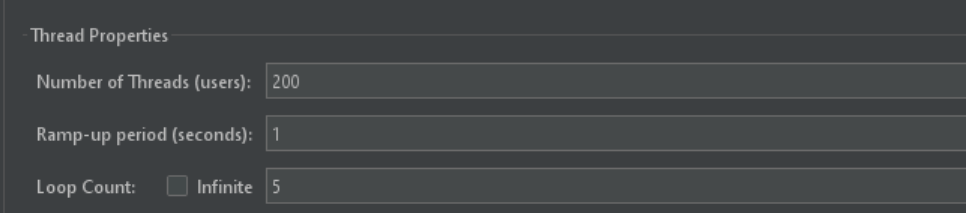 Thread Properties
Number of Threads (users): 200
Ramp-up period (seconds): 1
Loop Count: Infinite 5